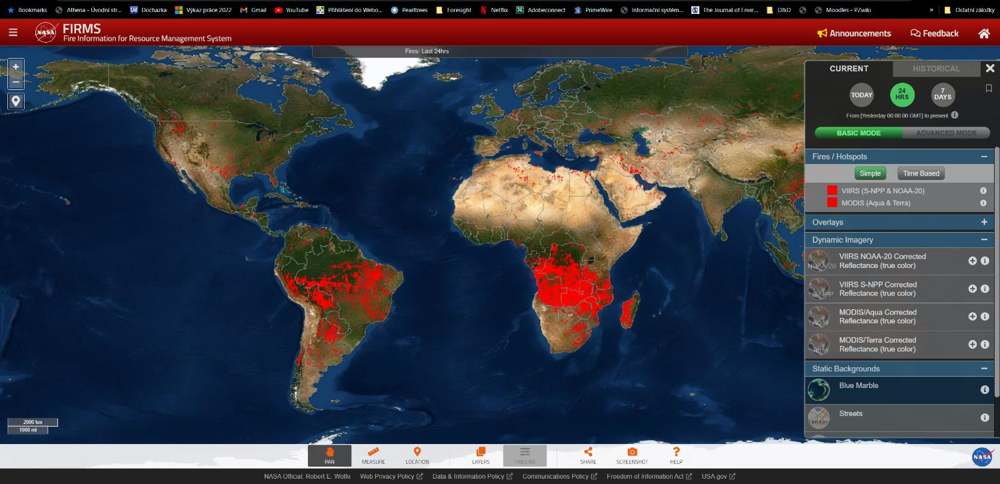 Bookmarks Athena - Úvodní str... Dochazka Výkaz práce 2022 Gmail YouTube Přihlášení do Webo... Pearltrees Foresight Netflix Adobeconnect PrimeWire Informační systém... The Journal of Envir... D&D Moodles - PZwiki » Ostatní záložky
NASA FIRMS
Fire Information for Resource Management System
Announcements Feedback
Fires: Last 24hrs
+
−
CURRENT HISTORICAL
TODAY
24 HRS
7 DAYS
From [Yesterday 00:00:00 GMT] to present
BASIC MODE ADVANCED MODE
Fires / Hotspots
Simple Time Based
VIIRS (S-NPP & NOAA-20)
MODIS (Aqua & Terra)
Overlays
Dynamic Imagery
NOAA-20
VIIRS NOAA-20 Corrected
Reflectance (true color)
S-NPP
VIIRS S-NPP Corrected
Reflectance (true color)
Aqua
MODIS/Aqua Corrected
Reflectance (true color)
Terra
MODIS/Terra Corrected
Reflectance (true color)
Static Backgrounds
Blue Marble
Streets
2000 km
1000 mi
PAN MEASURE LOCATION LAYERS TIMELINE SHARE SCREENSHOT HELP
NASA
NASA Official: Robert E. Wolfe Web Privacy Policy Data & Information Policy Communications Policy Freedom of Information Act USA.gov